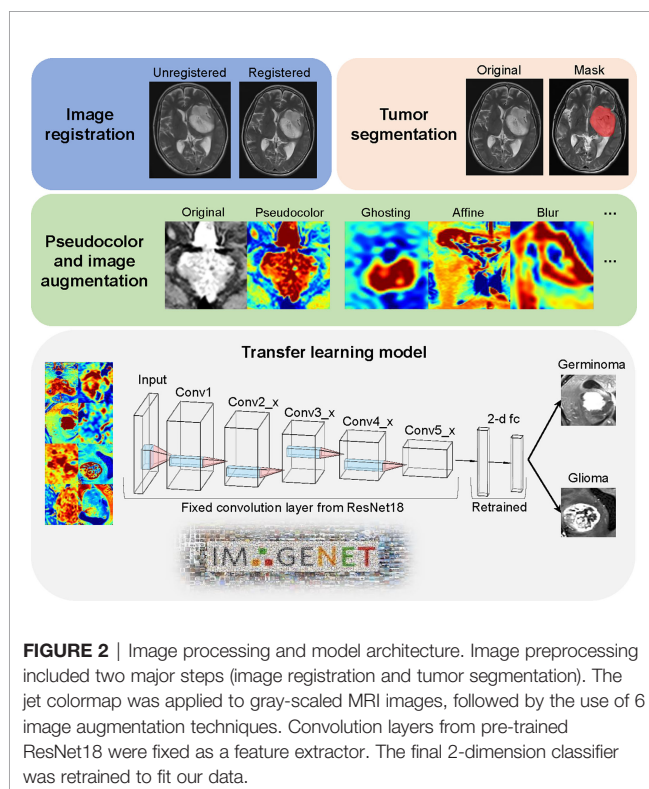 Image
registration
Unregistered
Registered
Tumor
segmentation
Original
Mask
Pseudocolor
and image
augmentation
Original
Pseudocolor
Ghosting
Affine
Blur
...
...
Transfer learning model
Input
Conv1
Conv2_x
Conv3_x
Conv4_x
Conv5_x
2-d fc
Germinoma
Glioma
Fixed convolution layer from ResNet18
Retrained
IMAGENET
FIGURE 2 | Image processing and model architecture. Image preprocessing
included two major steps (image registration and tumor segmentation). The
jet colormap was applied to gray-scaled MRI images, followed by the use of 6
image augmentation techniques. Convolution layers from pre-trained
ResNet18 were fixed as a feature extractor. The final 2-dimension classifier
was retrained to fit our data.